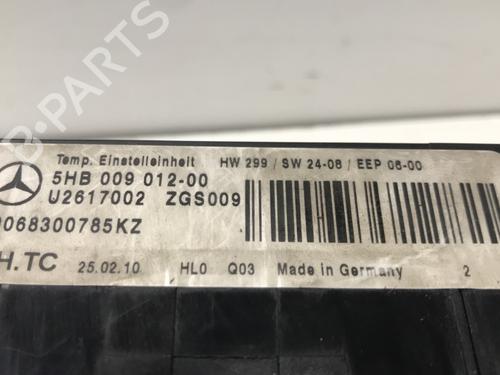 Temp. Einstelleinheit HW 299 / SW 24-08 / EEP 06-00
5HB 009 012-00
U2617002 ZGS009
0068300785KZ
H.TC 25.02.10 HL0 Q03 Made in Germany 2
B-PARTS